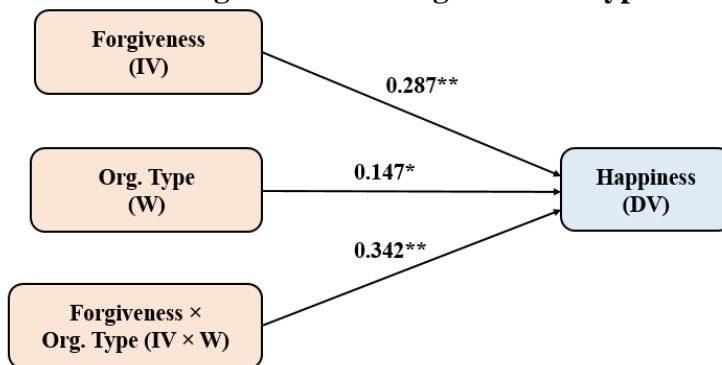 Forgiveness
(IV)
0.287**
Org. Type
(W)
0.147*
Happiness
(DV)
0.342**
Forgiveness ×
Org. Type (IV × W)